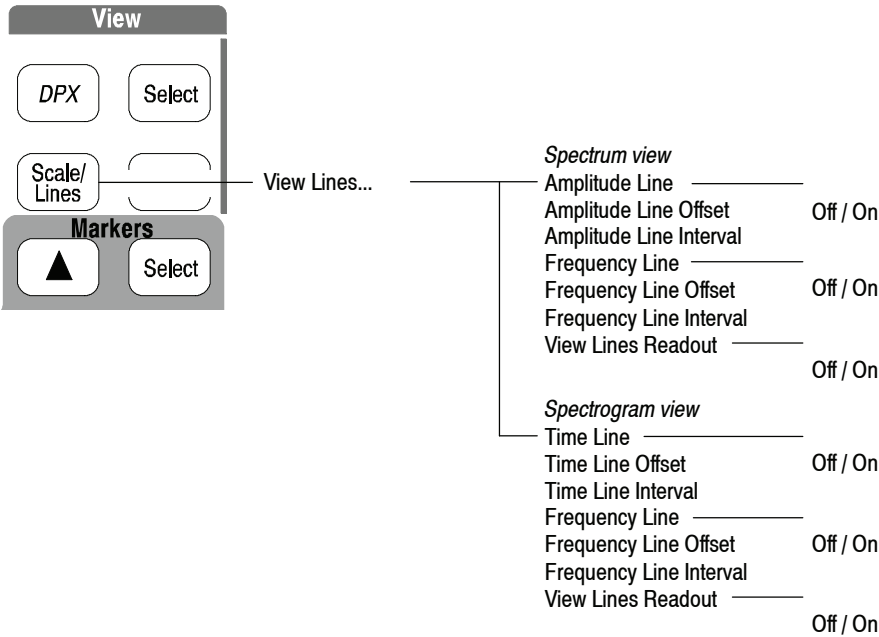 View
DPX
Select
Scale/
Lines
View Lines...
Markers
Select
Spectrum view
Amplitude Line
Amplitude Line Offset
Off / On
Amplitude Line Interval
Frequency Line
Frequency Line Offset
Off / On
Frequency Line Interval
View Lines Readout
Off / On
Spectrogram view
Time Line
Time Line Offset
Off / On
Time Line Interval
Frequency Line
Frequency Line Offset
Off / On
Frequency Line Interval
View Lines Readout
Off / On